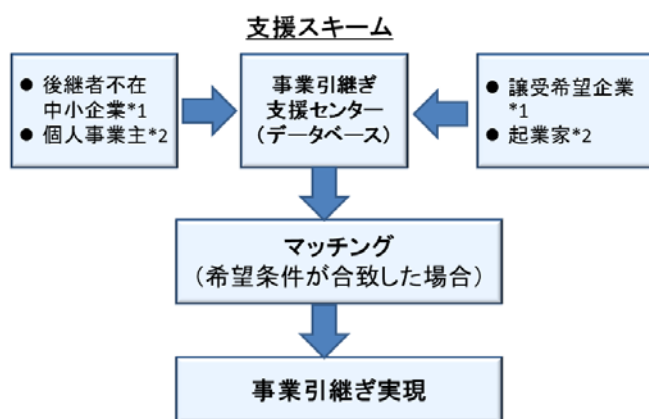 支援スキーム
● 後継者不在
中小企業*1
● 個人事業主*2
事業引継ぎ
支援センター
(データベース)
● 譲受希望企業
*1
● 起業家*2
マッチング
(希望条件が合致した場合)
事業引継ぎ実現